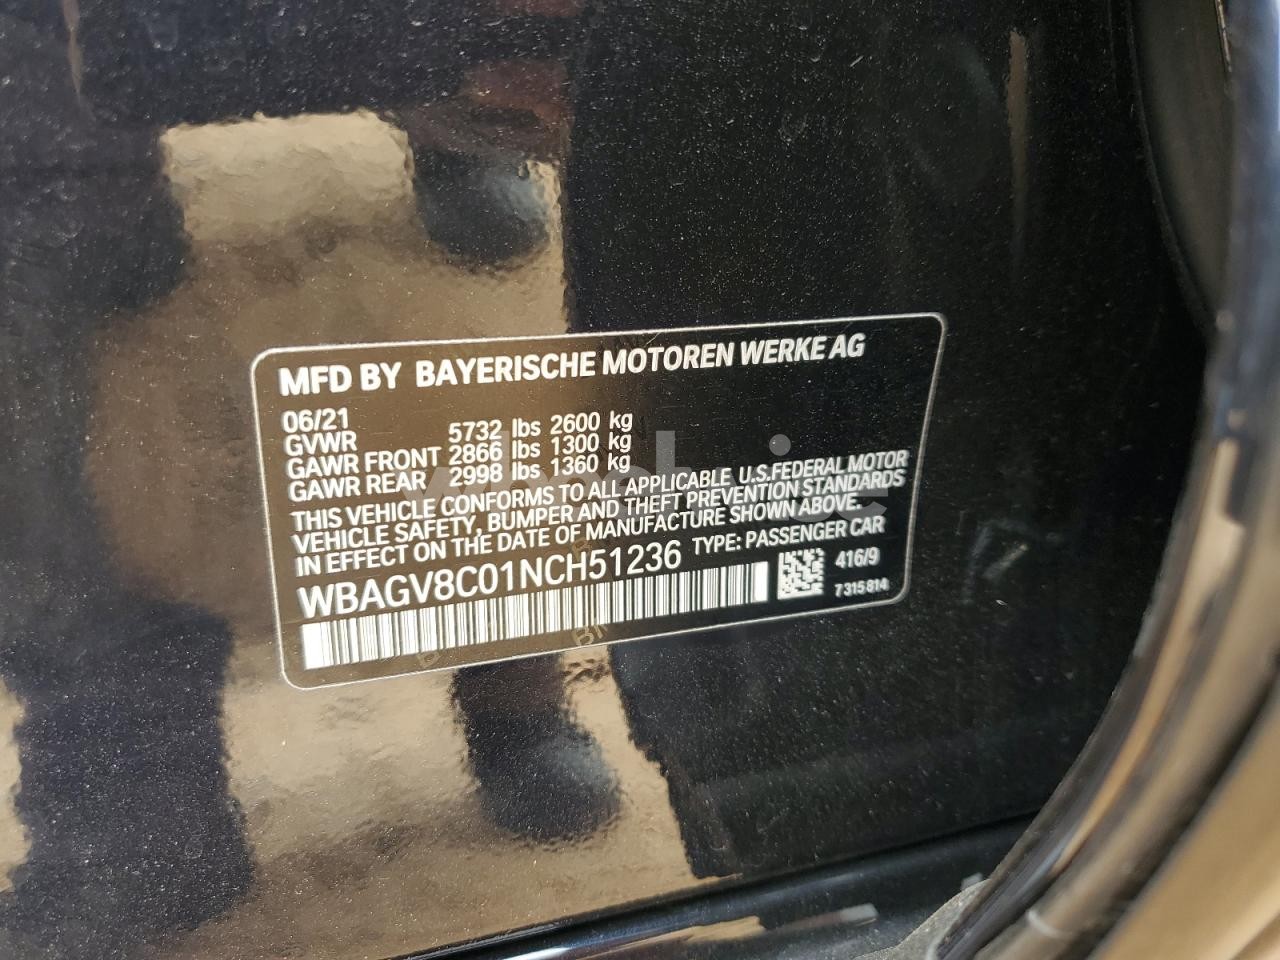 MFD BY BAYERISCHE MOTOREN WERKE AG
06/21
GVWR 5732 lbs 2600 kg
GAWR FRONT 2866 lbs 1300 kg
GAWR REAR 2998 lbs 1360 kg
THIS VEHICLE CONFORMS TO ALL APPLICABLE U.S.FEDERAL MOTOR
VEHICLE SAFETY, BUMPER AND THEFT PREVENTION STANDARDS
IN EFFECT ON THE DATE OF MANUFACTURE SHOWN ABOVE.
WBAGV8C01NCH51236 TYPE: PASSENGER CAR
416/9
7315814